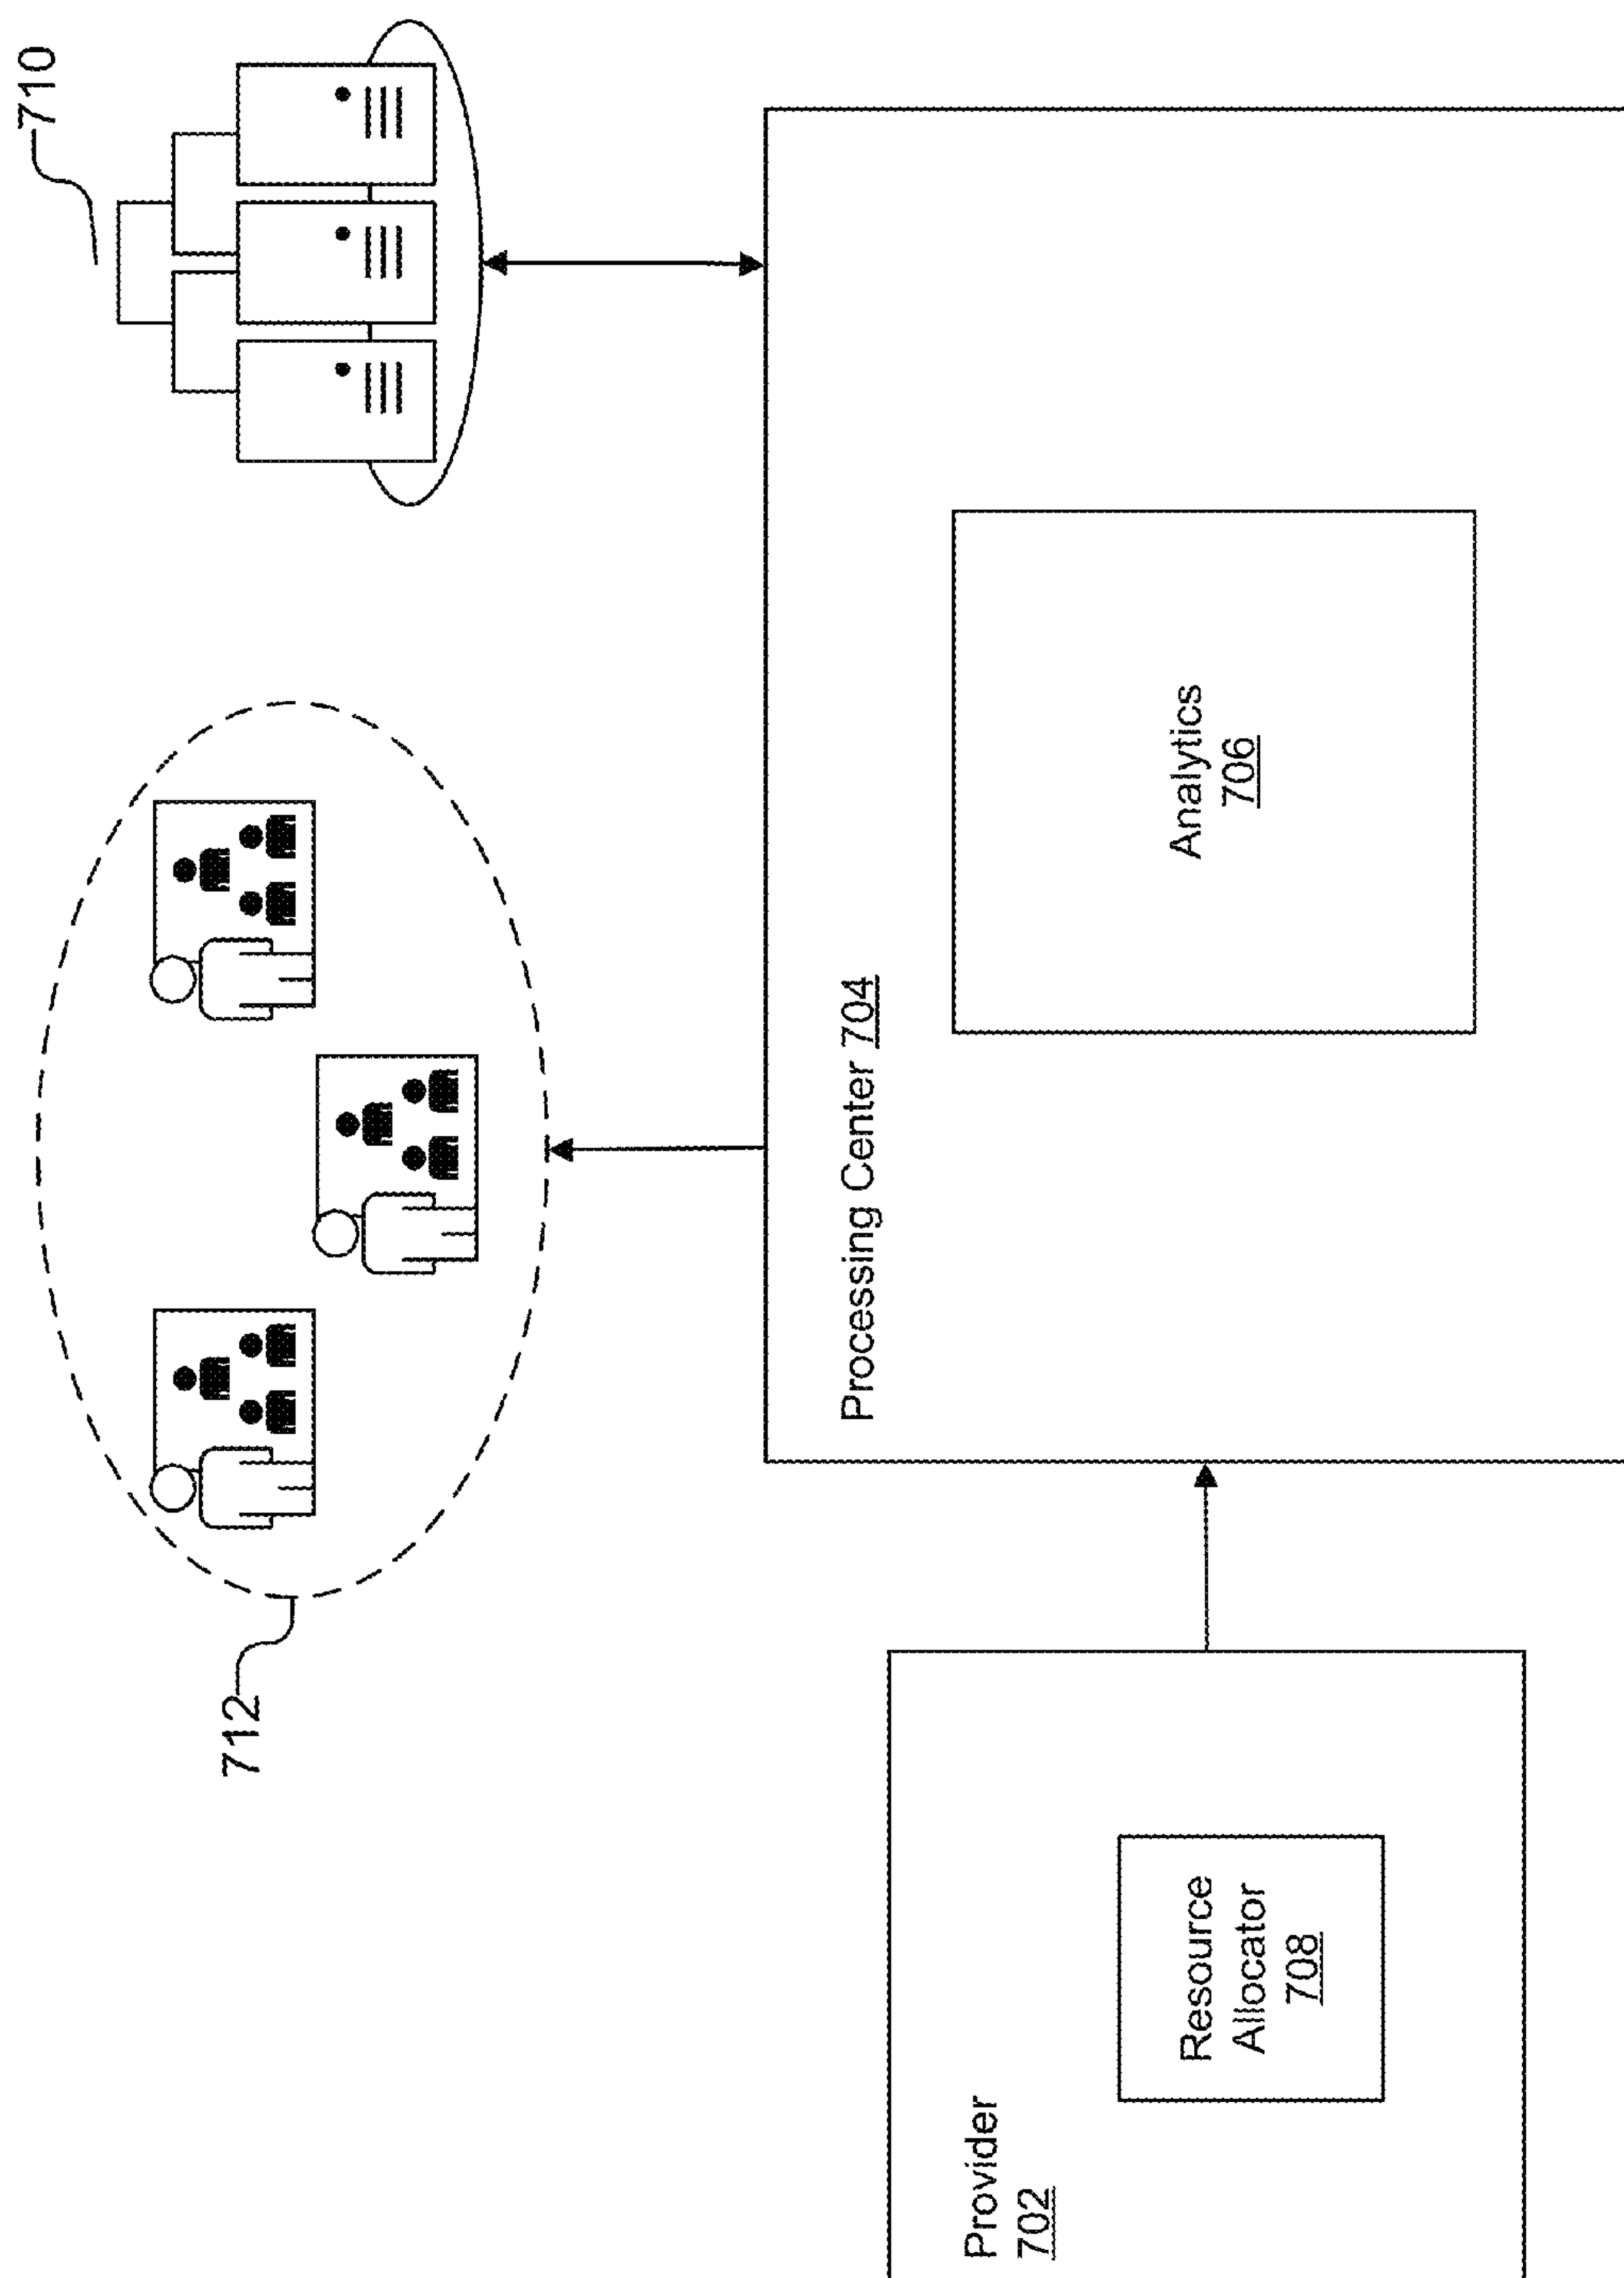 712
710
Provider
702
Resource
Allocator
708
Processing Center 704
Analytics
706